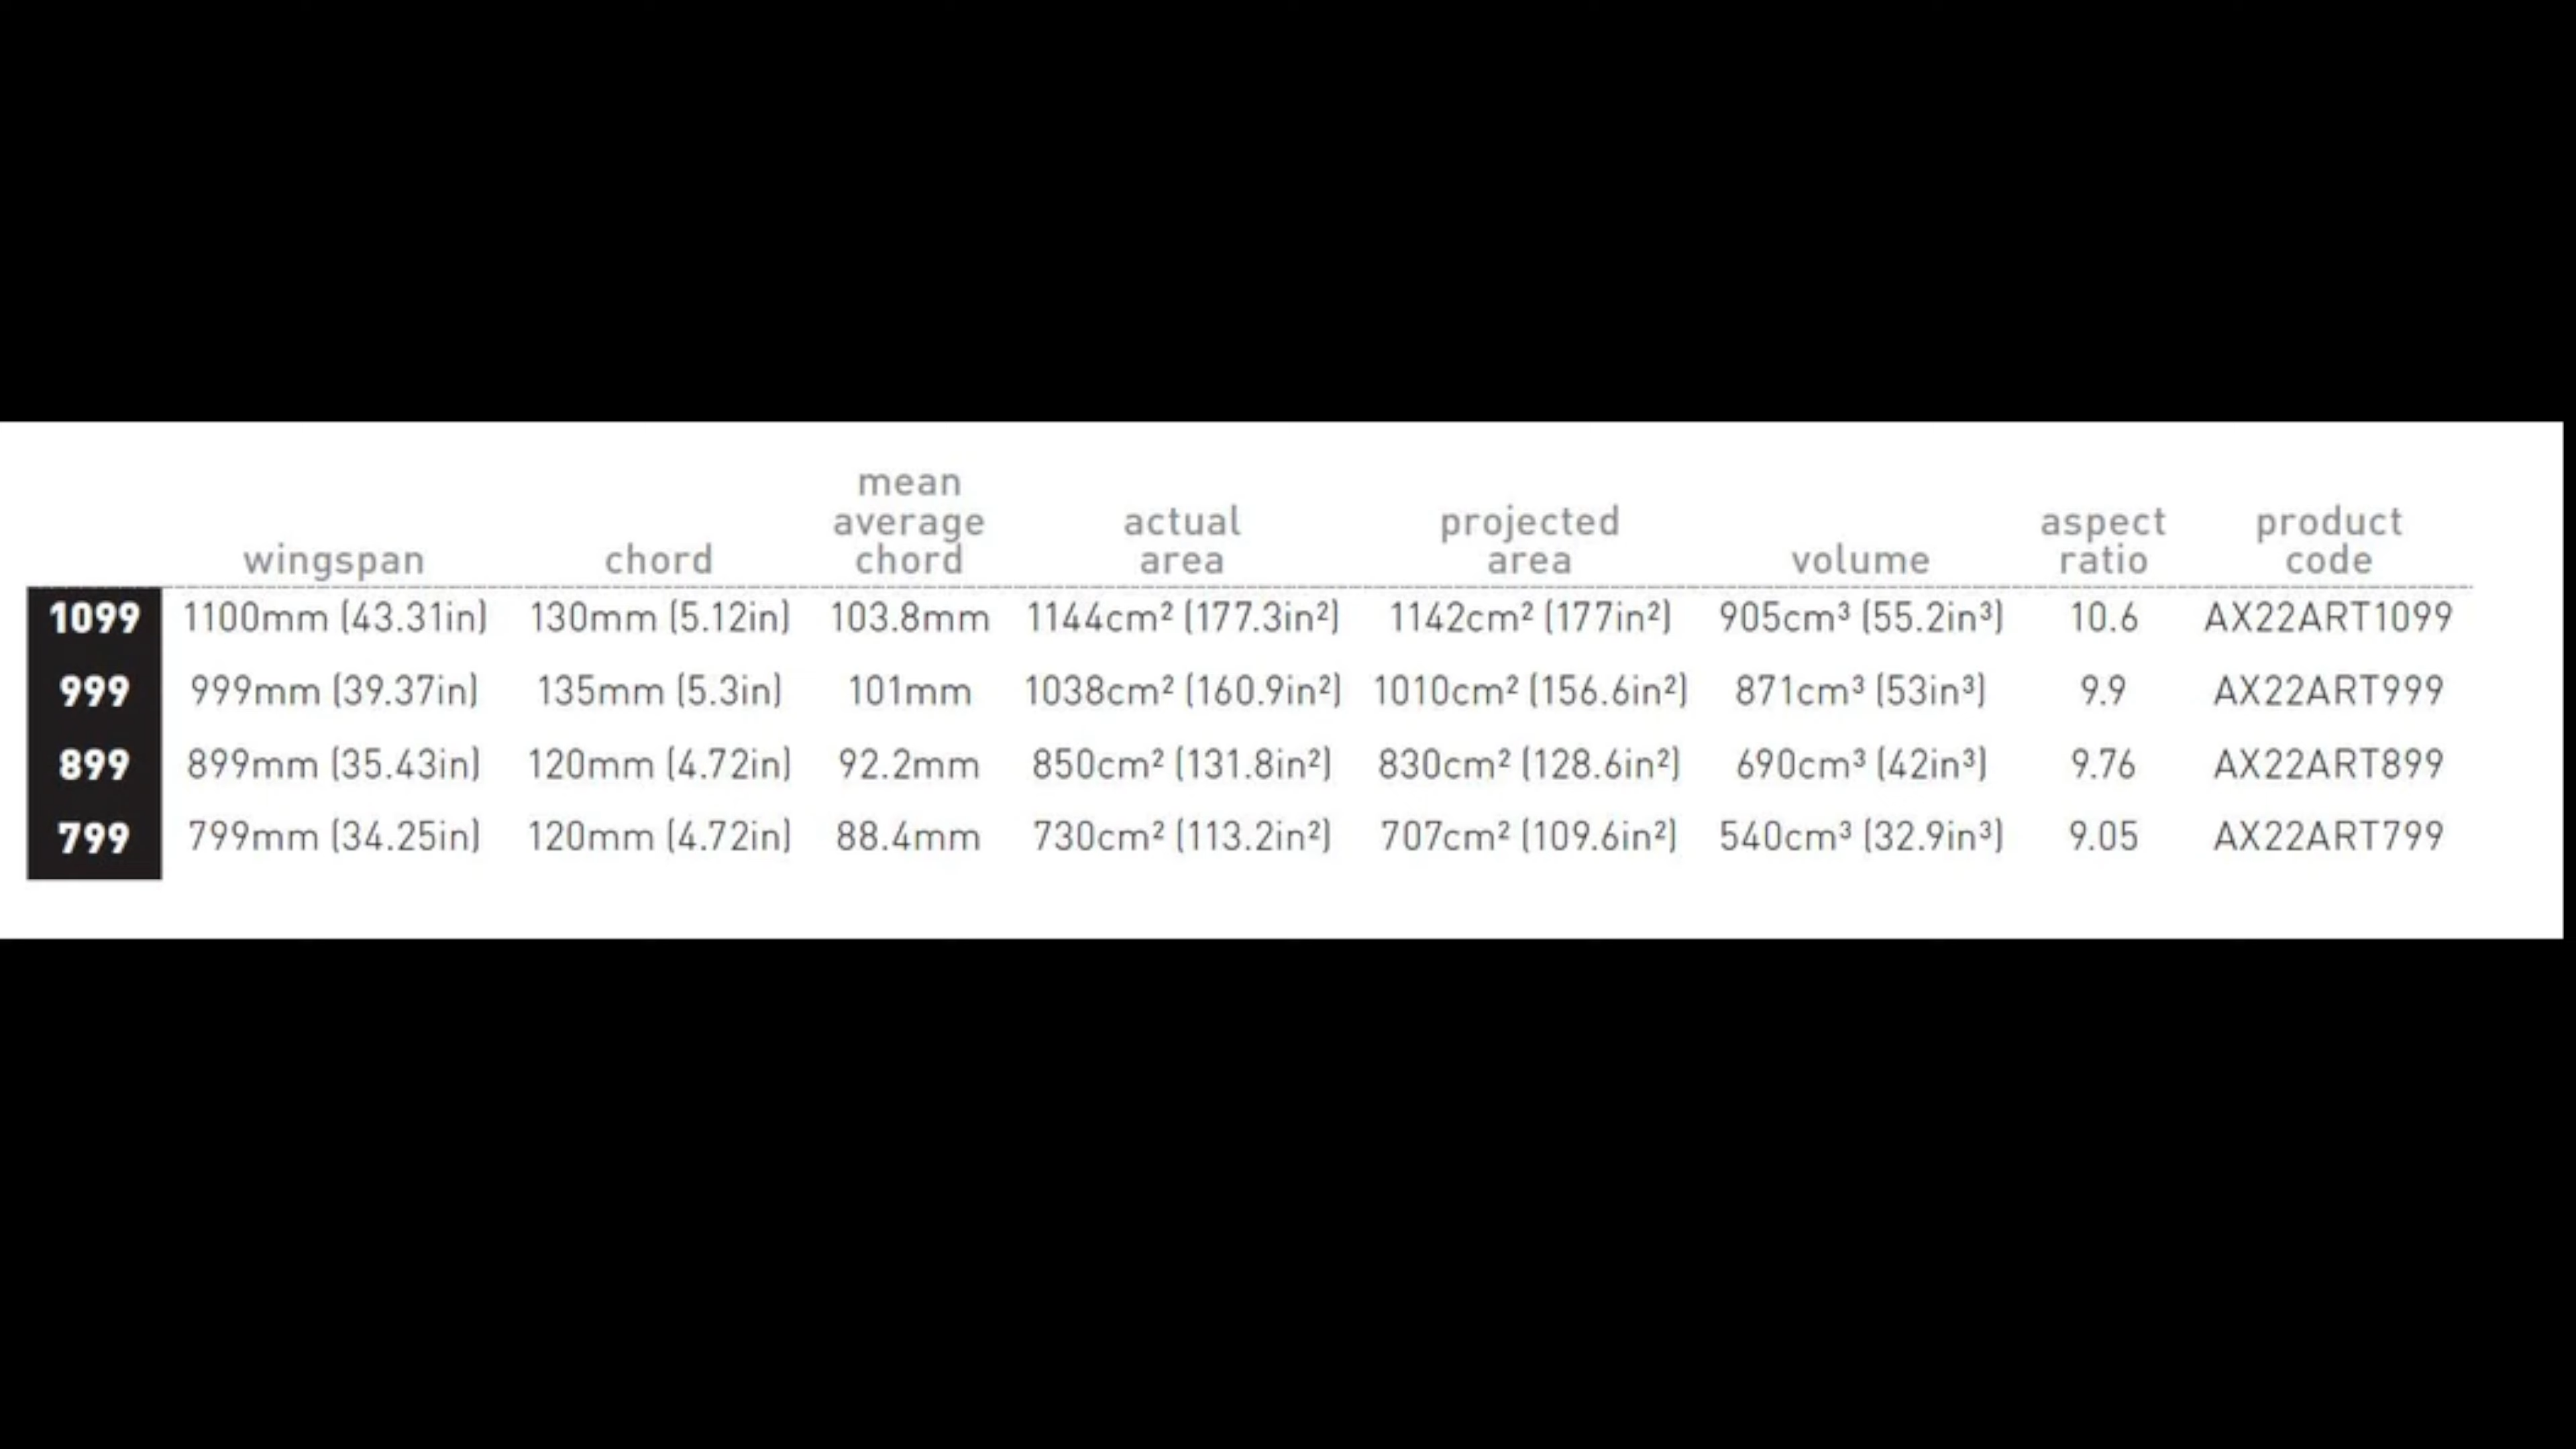 mean
average actual projected aspect product
wingspan chord chord area area volume ratio code
1099 1100mm (43.31in) 130mm (5.12in) 103.8mm 1144cm² (177.3in²) 1142cm² (177in²) 905cm³ (55.2in³) 10.6 AX22ART1099
999 999mm (39.37in) 135mm (5.3in) 101mm 1038cm² (160.9in²) 1010cm² (156.6in²) 871cm³ (53in³) 9.9 AX22ART999
899 899mm (35.43in) 120mm (4.72in) 92.2mm 850cm² (131.8in²) 830cm² (128.6in²) 690cm³ (42in³) 9.76 AX22ART899
799 799mm (34.25in) 120mm (4.72in) 88.4mm 730cm² (113.2in²) 707cm² (109.6in²) 540cm³ (32.9in³) 9.05 AX22ART799